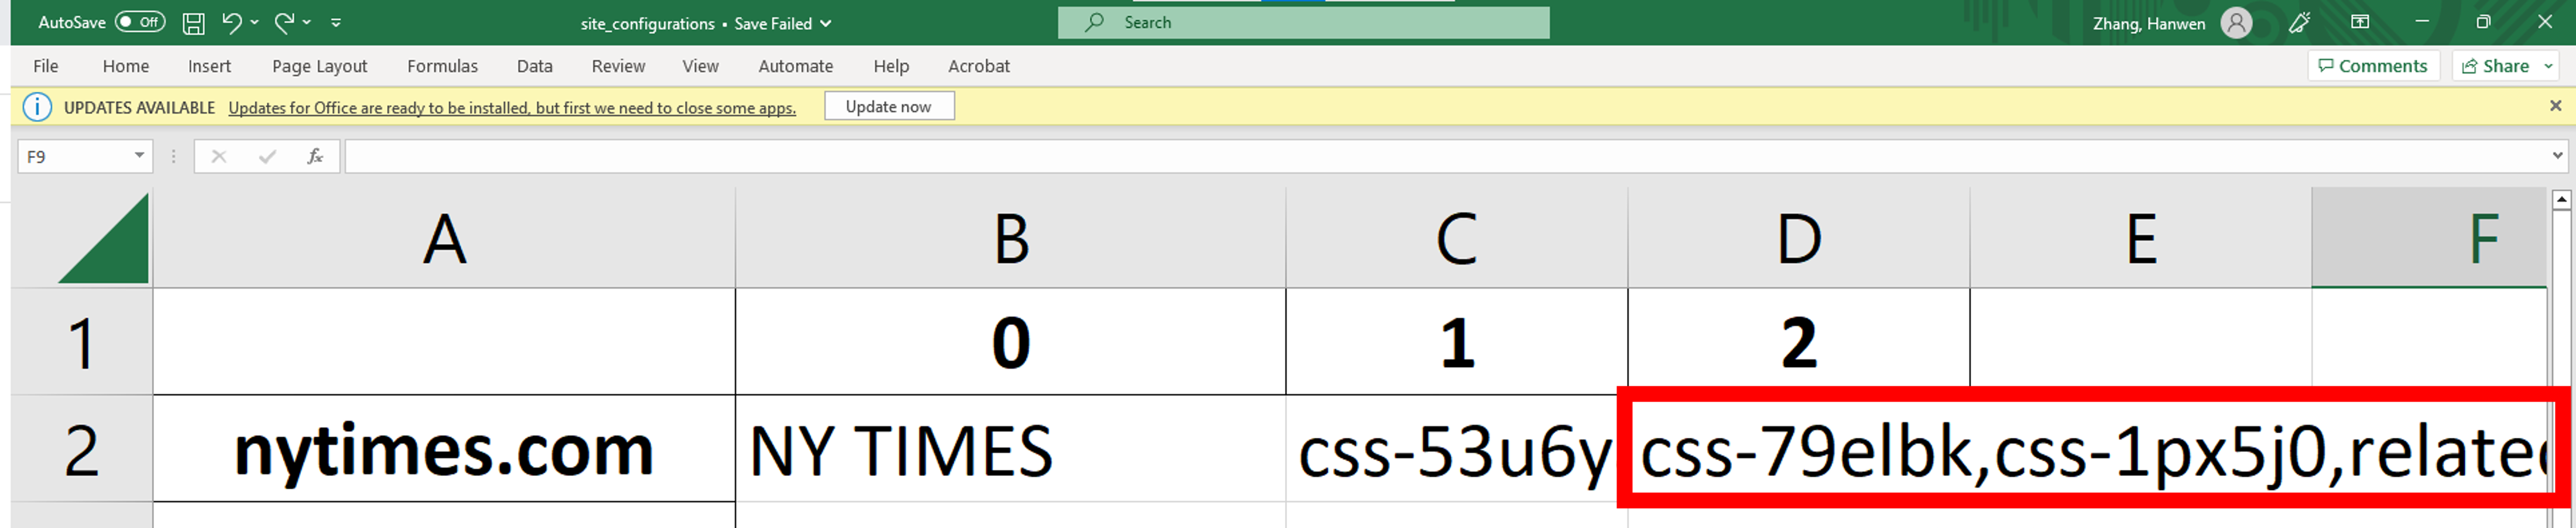 AutoSave Off site_configurations • Save Failed Search Zhang, Hanwen
File Home Insert Page Layout Formulas Data Review View Automate Help Acrobat Comments Share
UPDATES AVAILABLE Updates for Office are ready to be installed, but first we need to close some apps. Update now
F9 fx
A B C D E F
1 0 1 2
2 nytimes.com NY TIMES css-53u6y css-79elbk,css-1px5j0,related